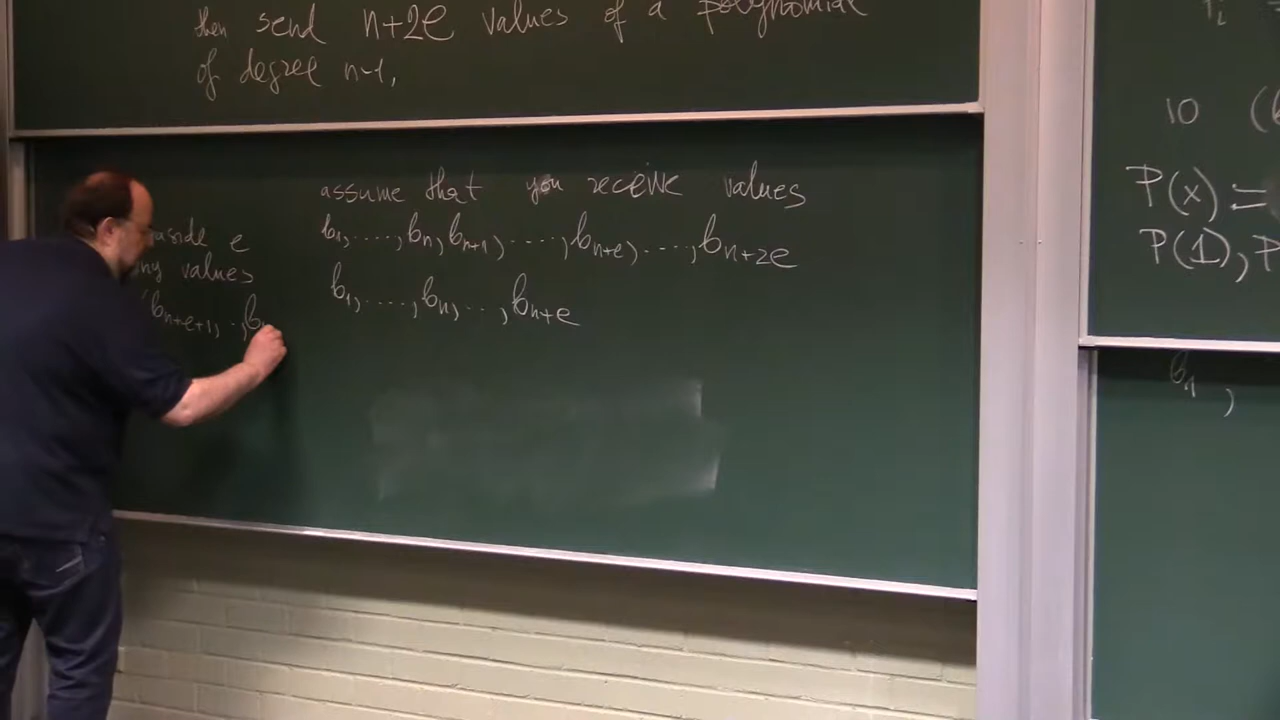 then send n+2e values of a polynomial
of degree n-1,
assume that you receive values
b₁, ...., bₙ, bₙ₊₁, ...., bₙ₊ₑ, ...., bₙ₊₂ₑ
b₁, ...., bₙ, ..., bₙ₊ₑ
aside e
values
bₙ₊ₑ₊₁, .., b
10 (
P(x) :=
P(1), P
b₁ ,